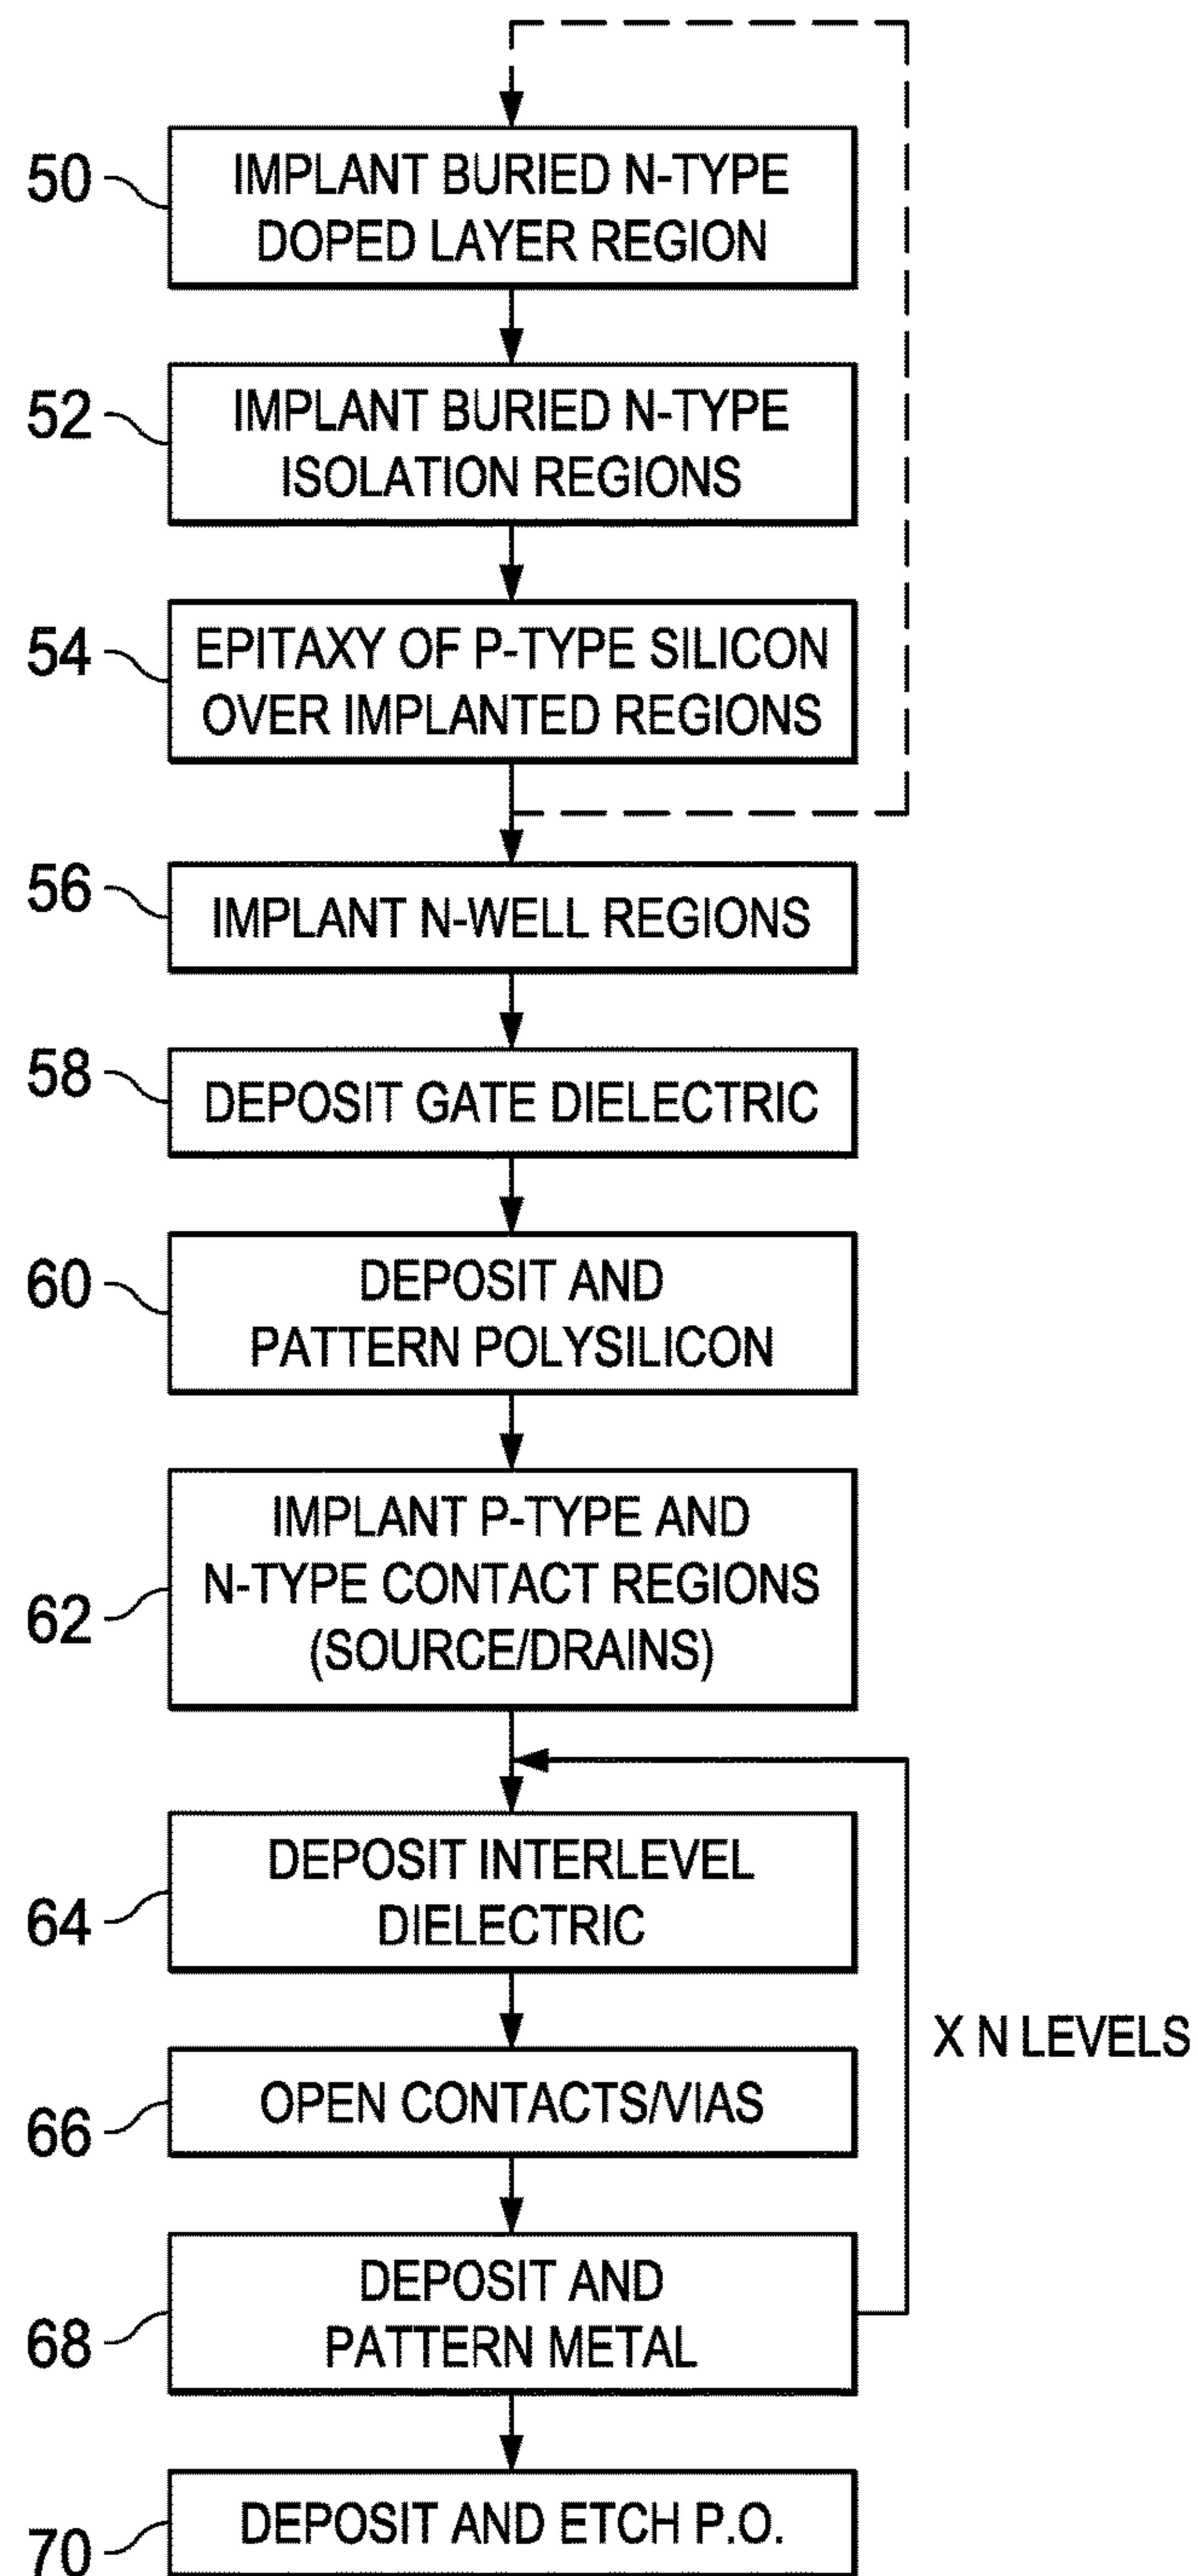 50
IMPLANT BURIED N-TYPE
DOPED LAYER REGION
52
IMPLANT BURIED N-TYPE
ISOLATION REGIONS
54
EPITAXY OF P-TYPE SILICON
OVER IMPLANTED REGIONS
56
IMPLANT N-WELL REGIONS
58
DEPOSIT GATE DIELECTRIC
60
DEPOSIT AND
PATTERN POLYSILICON
62
IMPLANT P-TYPE AND
N-TYPE CONTACT REGIONS
(SOURCE/DRAINS)
64
DEPOSIT INTERLEVEL
DIELECTRIC
X N LEVELS
66
OPEN CONTACTS/VIAS
68
DEPOSIT AND
PATTERN METAL
70
DEPOSIT AND ETCH P.O.